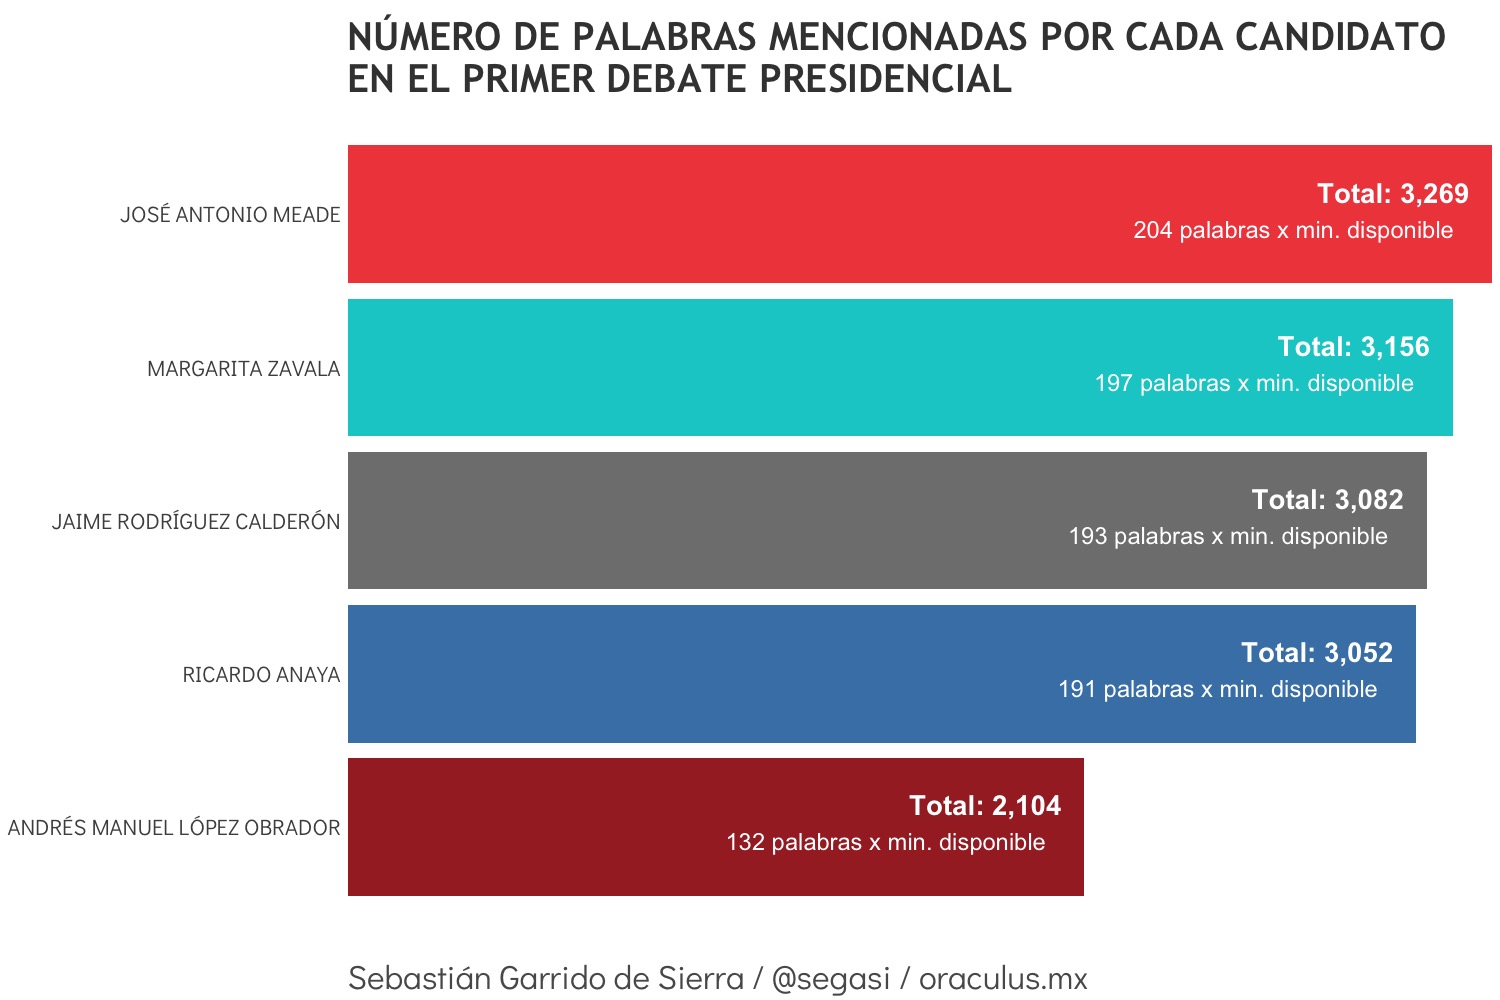 NÚMERO DE PALABRAS MENCIONADAS POR CADA CANDIDATO
EN EL PRIMER DEBATE PRESIDENCIAL
JOSÉ ANTONIO MEADE
Total: 3,269
204 palabras x min. disponible
MARGARITA ZAVALA
Total: 3,156
197 palabras x min. disponible
JAIME RODRÍGUEZ CALDERÓN
Total: 3,082
193 palabras x min. disponible
RICARDO ANAYA
Total: 3,052
191 palabras x min. disponible
ANDRÉS MANUEL LÓPEZ OBRADOR
Total: 2,104
132 palabras x min. disponible
Sebastián Garrido de Sierra / @segasi / oraculus.mx